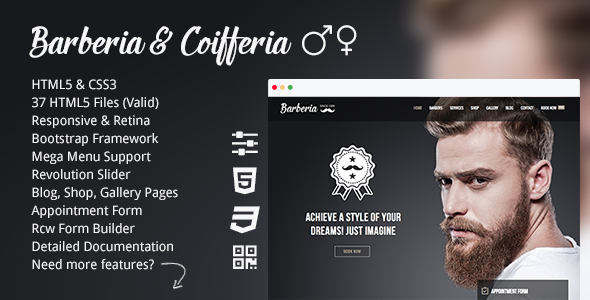 Barberia & Coifferia
HTML5 & CSS3
37 HTML5 Files (Valid)
Responsive & Retina
Bootstrap Framework
Mega Menu Support
Revolution Slider
Blog, Shop, Gallery Pages
Appointment Form
Rcw Form Builder
Detailed Documentation
Need more features?
Barberia SINCE 1969
HOME BARBERS SERVICES SHOP GALLERY BLOG CONTACT BOOK NOW
ACHIEVE A STYLE OF YOUR
DREAMS! JUST IMAGINE
BOOK NOW
APPOINTMENT FORM